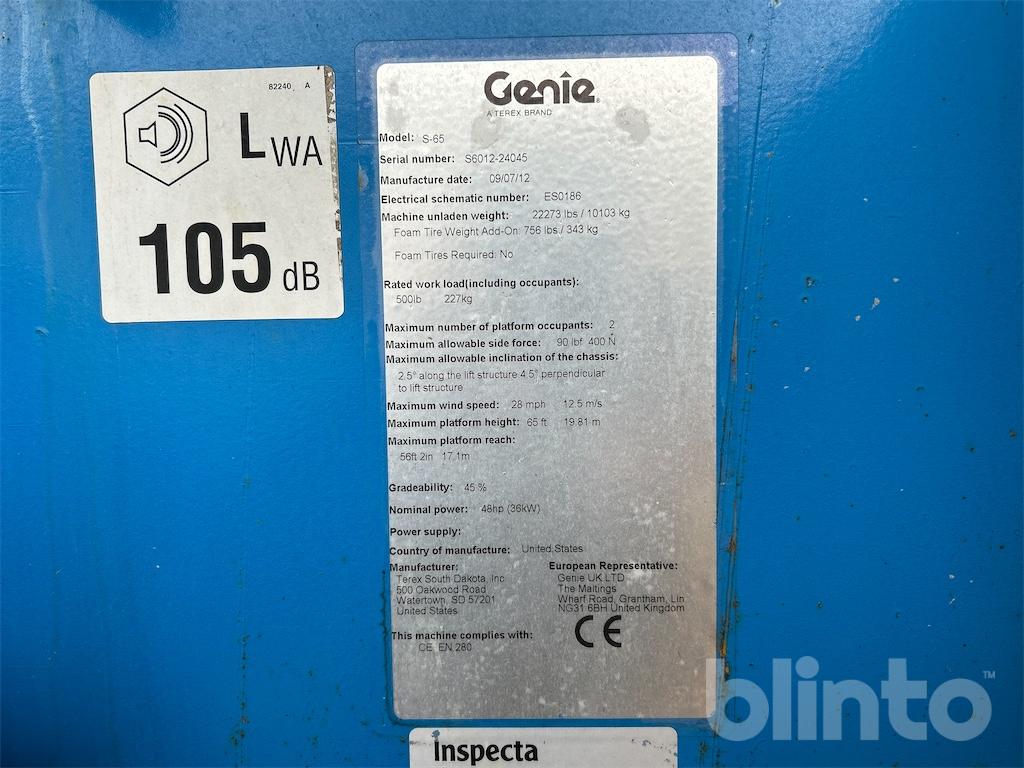 82240 A
LWA
105 dB
Genie
A TEREX BRAND
Model: S-65
Serial number: S6012-24045
Manufacture date: 09/07/12
Electrical schematic number: ES0186
Machine unladen weight: 22273 lbs / 10103 kg
Foam Tire Weight Add-On: 756 lbs / 343 kg
Foam Tires Required: No
Rated work load(including occupants):
500lb 227kg
Maximum number of platform occupants: 2
Maximum allowable side force: 90 lbf 400 N
Maximum allowable inclination of the chassis:
2.5° along the lift structure 4.5° perpendicular
to lift structure
Maximum wind speed: 28 mph 12.5 m/s
Maximum platform height: 65 ft 19.81 m
Maximum platform reach:
56ft 2in 17.1m
Gradeability: 45 %
Nominal power: 48hp (36kW)
Power supply:
Country of manufacture: United States
Manufacturer:
Terex South Dakota, Inc
500 Oakwood Road
Watertown, SD 57201
United States
European Representative:
Genie UK LTD
The Maltings
Wharf Road, Grantham, Lin
NG31 6BH United Kingdom
This machine complies with:
CE, EN 280
CE
Inspecta
blinto™